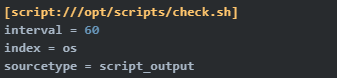 [script:///opt/scripts/check.sh]
interval = 60
index = os
sourcetype = script_output